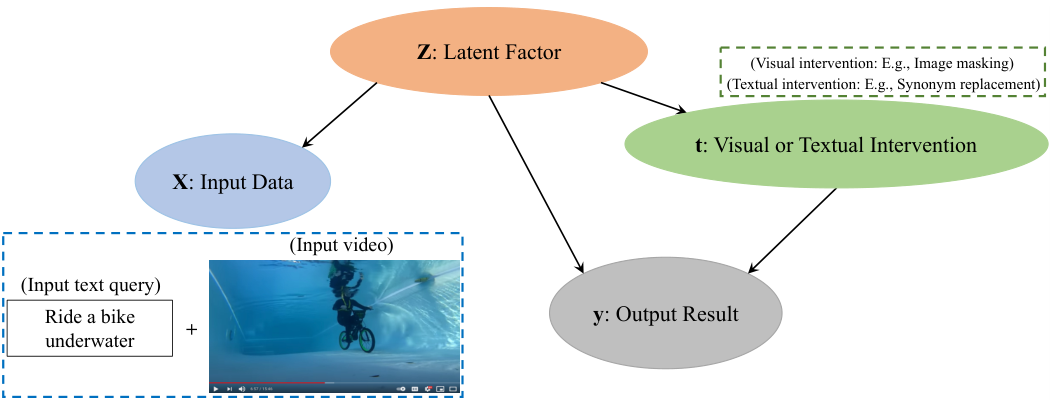 Z: Latent Factor
(Visual intervention: E.g., Image masking)
(Textual intervention: E.g., Synonym replacement)
t: Visual or Textual Intervention
X: Input Data
(Input video)
(Input text query)
Ride a bike
underwater
+
y: Output Result